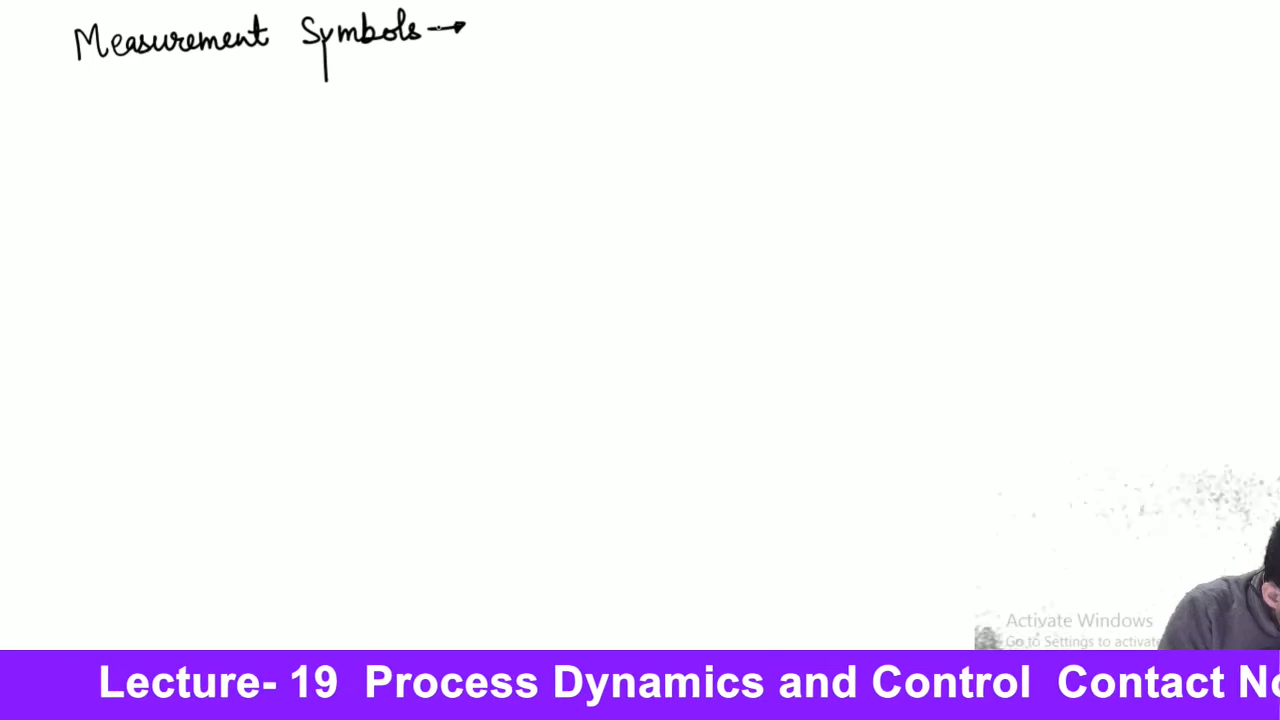 Measurement Symbols →
Activate Windows
Go to Settings to activate
Lecture- 19 Process Dynamics and Control Contact No